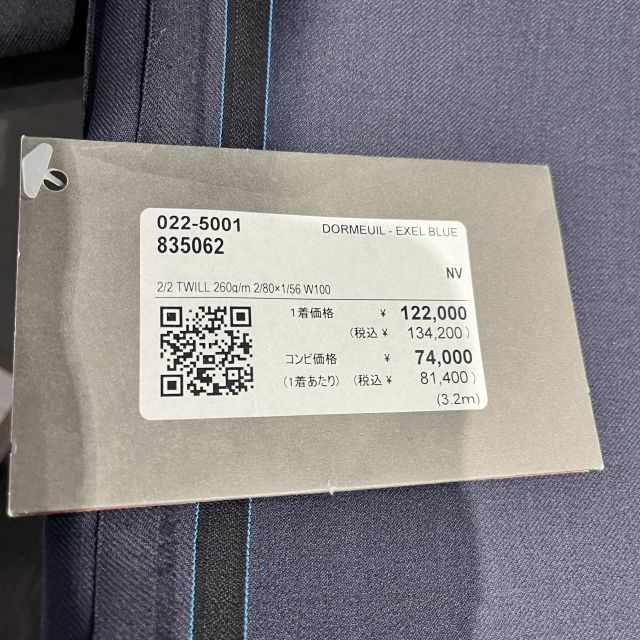 022-5001
835062
DORMEUIL - EXEL BLUE
NV
2/2 TWILL 260g/m 2/80×1/56 W100
1着価格 ¥ 122,000
(税込 ¥ 134,200)
コンビ価格 ¥ 74,000
(1着あたり) (税込 ¥ 81,400)
(3.2m)